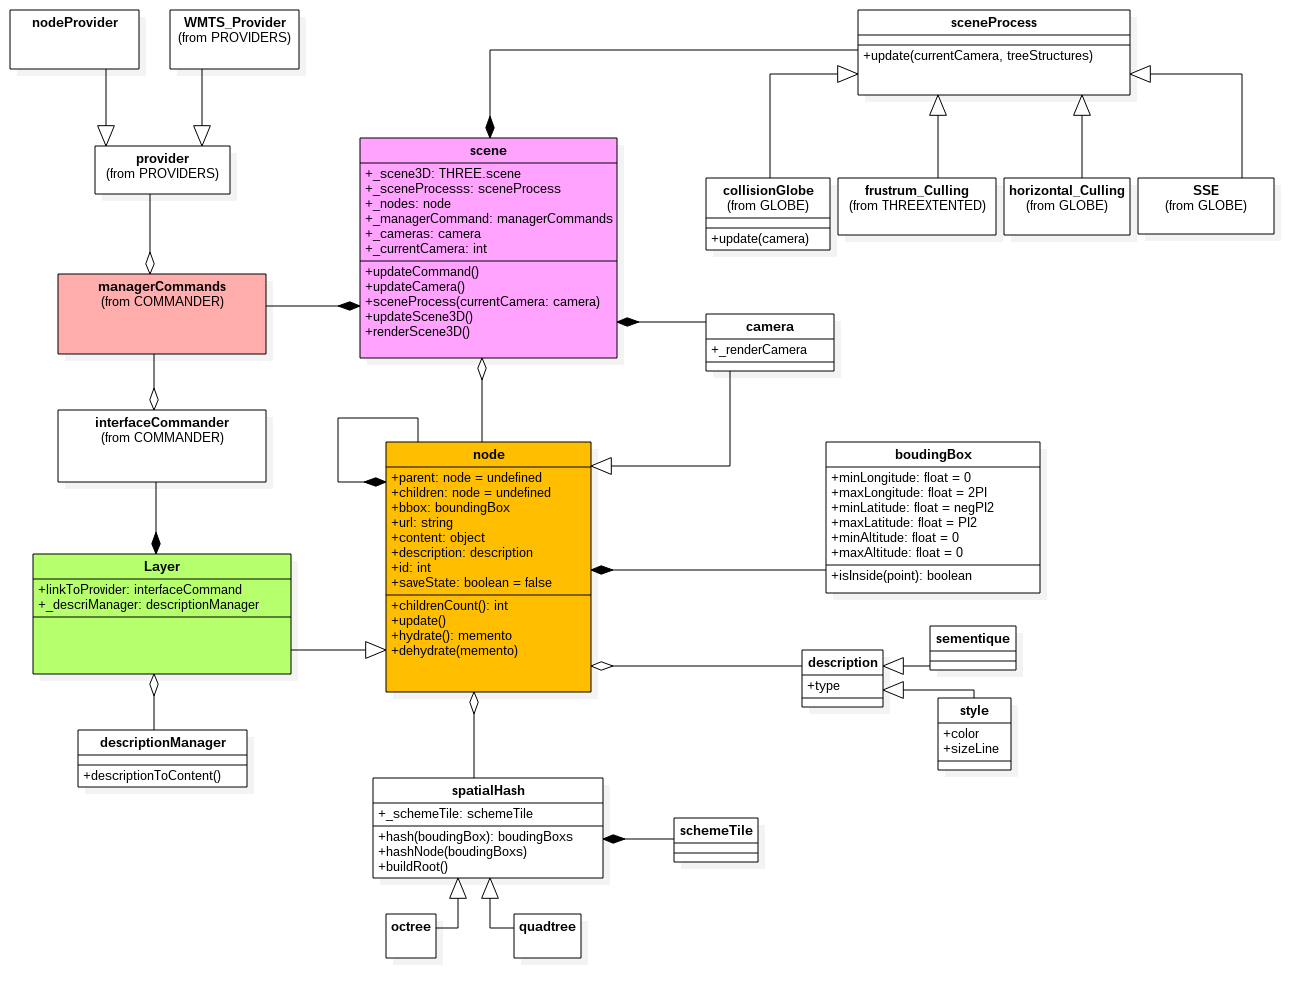 nodeProvider
WMTS_Provider
(from PROVIDERS)
provider
(from PROVIDERS)
managerCommands
(from COMMANDER)
interfaceCommander
(from COMMANDER)
Layer
+linkToProvider: interfaceCommand
+_descriManager: descriptionManager
descriptionManager
+descriptionToContent()
scene
+_scene3D: THREE.scene
+_sceneProcesss: sceneProcess
+_nodes: node
+_managerCommand: managerCommands
+_cameras: camera
+_currentCamera: int
+updateCommand()
+updateCamera()
+sceneProcess(currentCamera: camera)
+updateScene3D()
+renderScene3D()
node
+parent: node = undefined
+children: node = undefined
+bbox: boundingBox
+url: string
+content: object
+description: description
+id: int
+saveState: boolean = false
+childrenCount(): int
+update()
+hydrate(): memento
+dehydrate(memento)
spatialHash
+_schemeTile: schemeTile
+hash(boudingBox): boudingBoxs
+hashNode(boudingBoxs)
+buildRoot()
octree
quadtree
schemeTile
sceneProcess
+update(currentCamera, treeStructures)
collisionGlobe
(from GLOBE)
+update(camera)
frustrum_Culling
(from THREEXTENTED)
horizontal_Culling
(from GLOBE)
SSE
(from GLOBE)
camera
+_renderCamera
boudingBox
+minLongitude: float = 0
+maxLongitude: float = 2PI
+minLatitude: float = negPI2
+maxLatitude: float = PI2
+minAltitude: float = 0
+maxAltitude: float = 0
+isInside(point): boolean
description
+type
sementique
style
+color
+sizeLine